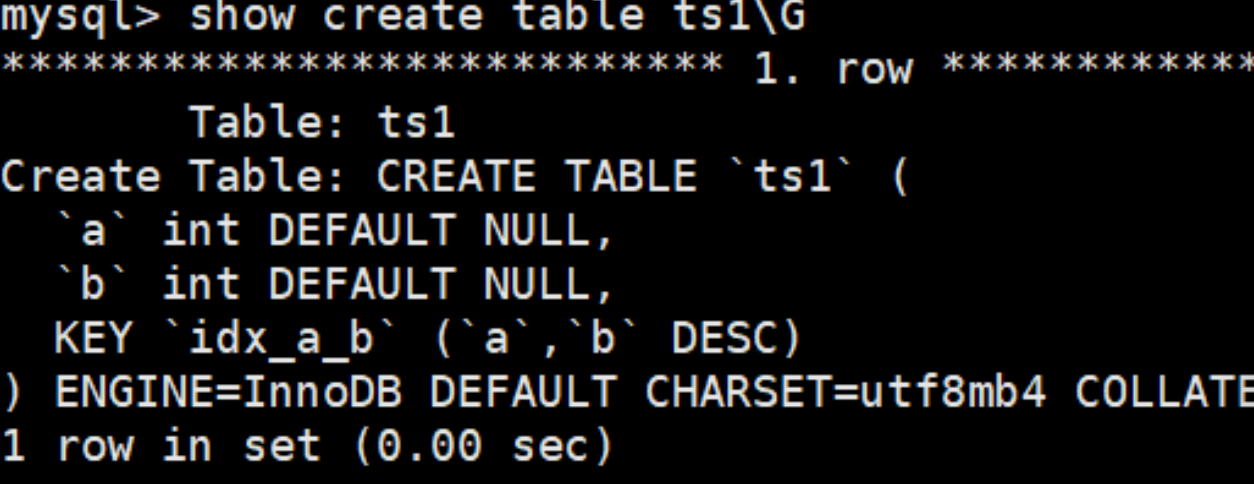 mysql> show create table ts1\G
*************************** 1. row ************
Table: ts1
Create Table: CREATE TABLE `ts1` (
`a` int DEFAULT NULL,
`b` int DEFAULT NULL,
KEY `idx_a_b` (`a`,`b` DESC)
) ENGINE=InnoDB DEFAULT CHARSET=utf8mb4 COLLATE
1 row in set (0.00 sec)